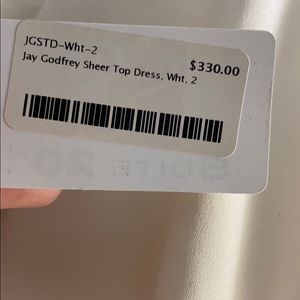 JGSTD-Wht-2
$330.00
Jay Godfrey Sheer Top Dress, Wht, 2